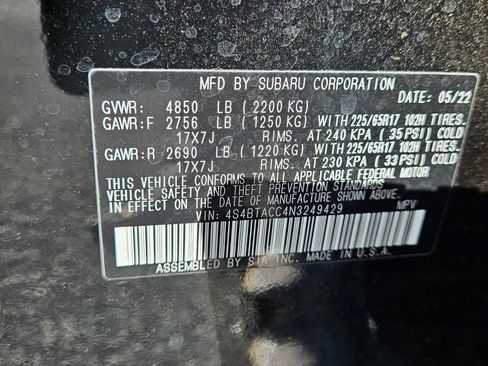 MFD BY SUBARU CORPORATION DATE: 05/22
GVWR: 4850 LB (2200 KG)
GAWR:F 2756 LB (1250 KG) WITH 225/65R17 102H TIRES.
17X7J RIMS. AT 240 KPA (35 PSI) COLD
GAWR:R 2690 LB (1220 KG) WITH 225/65R17 102H TIRES.
17X7J RIMS. AT 230 KPA (33 PSI) COLD
THIS VEHICLE CONFORMS TO ALL APPLICABLE FEDERAL MOTOR
VEHICLE SAFETY AND THEFT PREVENTION STANDARDS
IN EFFECT ON THE DATE OF MANUFACTURE SHOWN ABOVE.
VIN: 4S4BTACC4N3249429 MPV
ASSEMBLED BY SIA INC. MADE IN U.S.A.